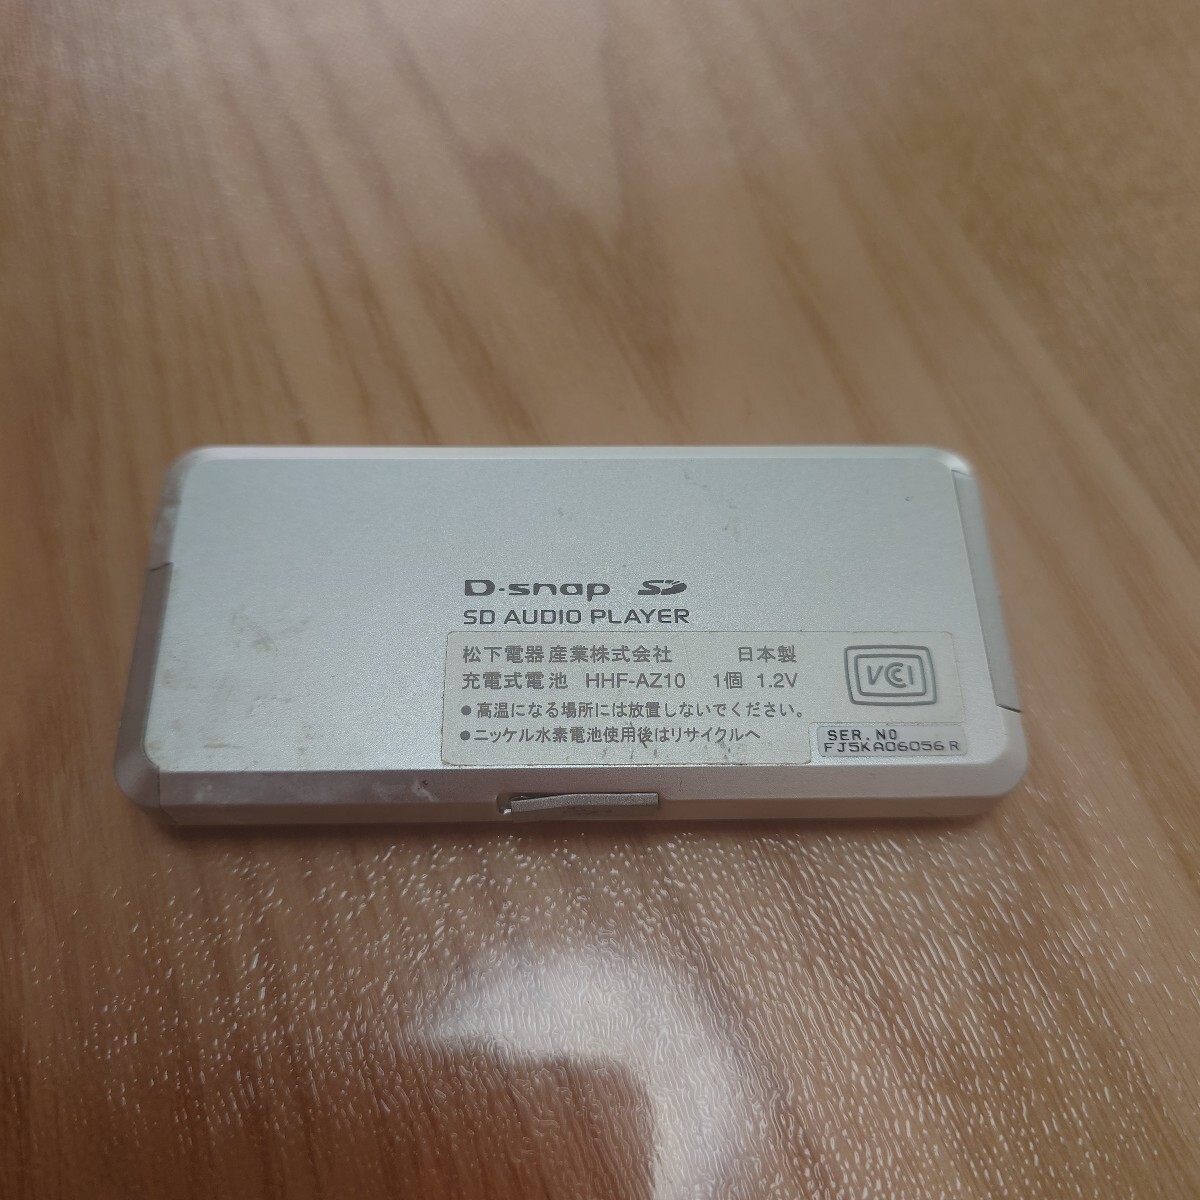 D-snap SD
SD AUDIO PLAYER
松下電器産業株式会社 日本製
充電式電池 HHF-AZ10 1個 1.2V
●高温になる場所には放置しないでください。
●ニッケル水素電池使用後はリサイクルへ
VCCI
SER.NO
FJ5KA06056R